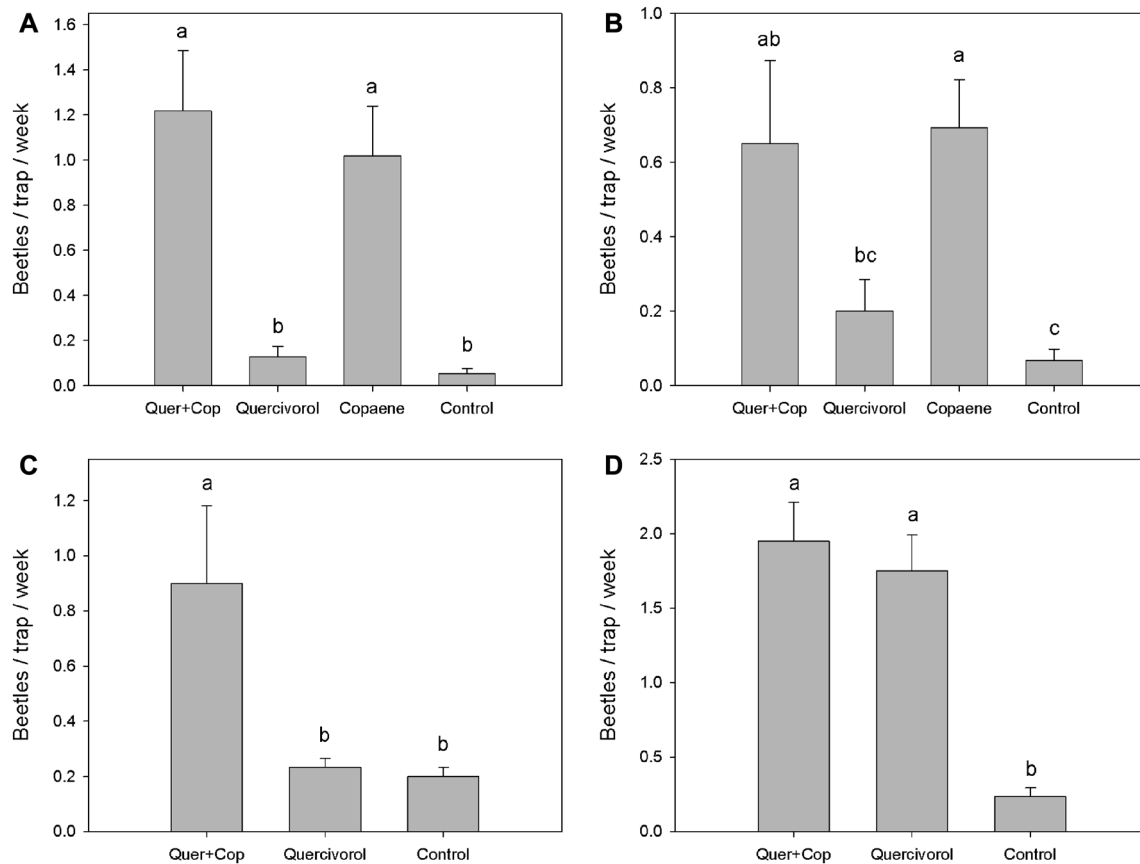 A
Beetles / trap / week
1.6
1.4
1.2
1.0
0.8
0.6
0.4
0.2
0.0
a
b
a
b
Quer+Cop Quercivorol Copaene Control
B
Beetles / trap / week
1.0
0.8
0.6
0.4
0.2
0.0
ab
bc
a
c
Quer+Cop Quercivorol Copaene Control
C
Beetles / trap / week
1.2
1.0
0.8
0.6
0.4
0.2
0.0
a
b
b
Quer+Cop Quercivorol Control
D
Beetles / trap / week
2.5
2.0
1.5
1.0
0.5
0.0
a
a
b
Quer+Cop Quercivorol Control